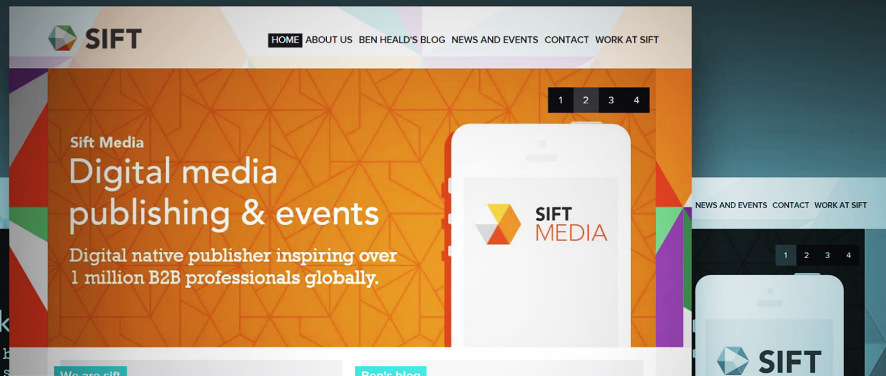 SIFT
HOME ABOUT US BEN HEALD'S BLOG NEWS AND EVENTS CONTACT WORK AT SIFT
1 2 3 4
Sift Media
Digital media
publishing & events
Digital native publisher inspiring over
1 million B2B professionals globally.
SIFT
MEDIA
We are sift
Ben's blog
NEWS AND EVENTS CONTACT WORK AT SIFT
1 2 3 4
SIFT